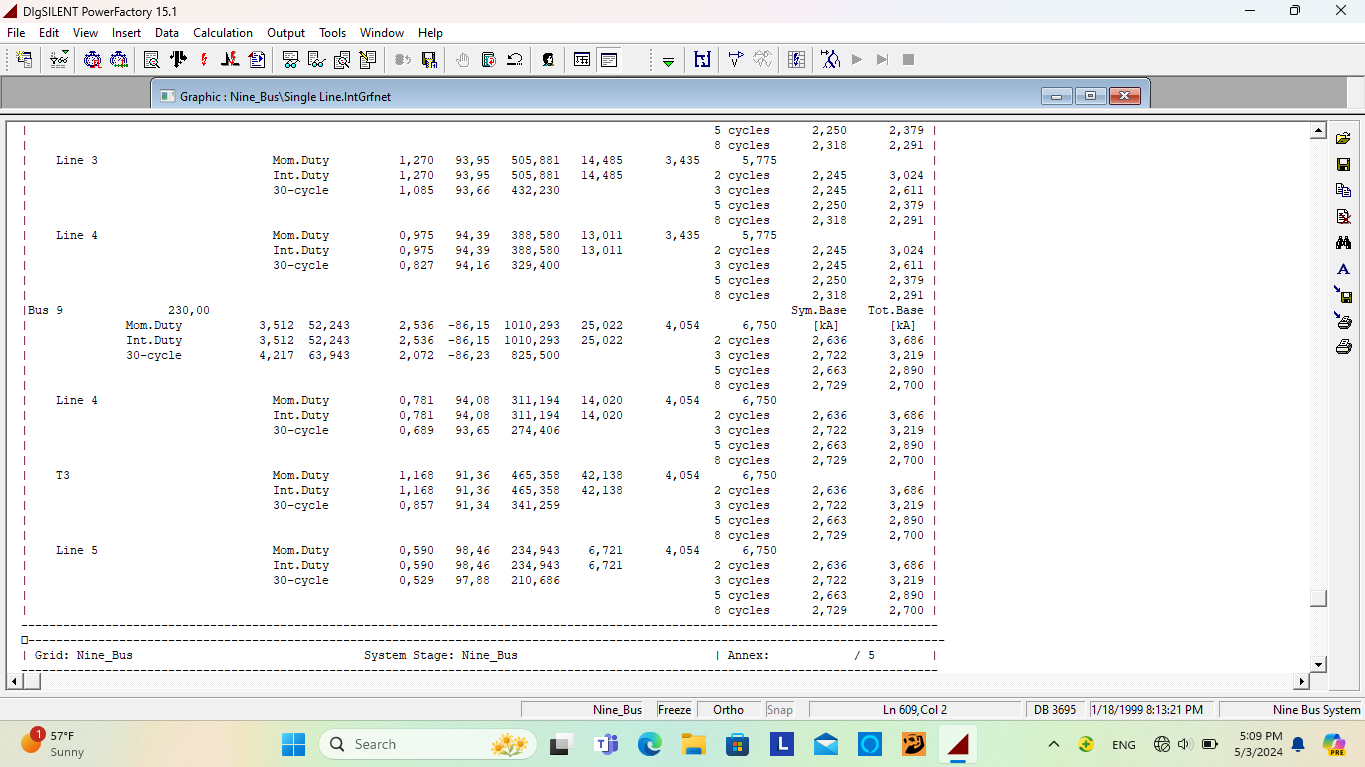 DIgSILENT PowerFactory 15.1
File Edit View Insert Data Calculation Output Tools Window Help
Graphic : Nine_Bus\Single Line.IntGrfnet
5 cycles 2,250 2,379 |
| 8 cycles 2,318 2,291 |
| Line 3 Mom.Duty 1,270 93,95 505,881 14,485 3,435 5,775 |
| Int.Duty 1,270 93,95 505,881 14,485 2 cycles 2,245 3,024 |
| 30-cycle 1,085 93,66 432,230 3 cycles 2,245 2,611 |
| 5 cycles 2,250 2,379 |
| 8 cycles 2,318 2,291 |
| Line 4 Mom.Duty 0,975 94,39 388,580 13,011 3,435 5,775 |
| Int.Duty 0,975 94,39 388,580 13,011 2 cycles 2,245 3,024 |
| 30-cycle 0,827 94,16 329,400 3 cycles 2,245 2,611 |
| 5 cycles 2,250 2,379 |
| 8 cycles 2,318 2,291 |
|Bus 9 230,00 Sym.Base Tot.Base |
| Mom.Duty 3,512 52,243 2,536 -86,15 1010,293 25,022 4,054 6,750 [kA] [kA] |
| Int.Duty 3,512 52,243 2,536 -86,15 1010,293 25,022 2 cycles 2,636 3,686 |
| 30-cycle 4,217 63,943 2,072 -86,23 825,500 3 cycles 2,722 3,219 |
| 5 cycles 2,663 2,890 |
| 8 cycles 2,729 2,700 |
| Line 4 Mom.Duty 0,781 94,08 311,194 14,020 4,054 6,750 |
| Int.Duty 0,781 94,08 311,194 14,020 2 cycles 2,636 3,686 |
| 30-cycle 0,689 93,65 274,406 3 cycles 2,722 3,219 |
| 5 cycles 2,663 2,890 |
| 8 cycles 2,729 2,700 |
| T3 Mom.Duty 1,168 91,36 465,358 42,138 4,054 6,750 |
| Int.Duty 1,168 91,36 465,358 42,138 2 cycles 2,636 3,686 |
| 30-cycle 0,857 91,34 341,259 3 cycles 2,722 3,219 |
| 5 cycles 2,663 2,890 |
| 8 cycles 2,729 2,700 |
| Line 5 Mom.Duty 0,590 98,46 234,943 6,721 4,054 6,750 |
| Int.Duty 0,590 98,46 234,943 6,721 2 cycles 2,636 3,686 |
| 30-cycle 0,529 97,88 210,686 3 cycles 2,722 3,219 |
| 5 cycles 2,663 2,890 |
| 8 cycles 2,729 2,700 |
| Grid: Nine_Bus System Stage: Nine_Bus | Annex: / 5 |
Nine_Bus Freeze Ortho Snap Ln 609,Col 2 DB 3695 1/18/1999 8:13:21 PM Nine Bus System
1 57°F
Sunny
Search
ENG
5:09 PM
5/3/2024
PRE